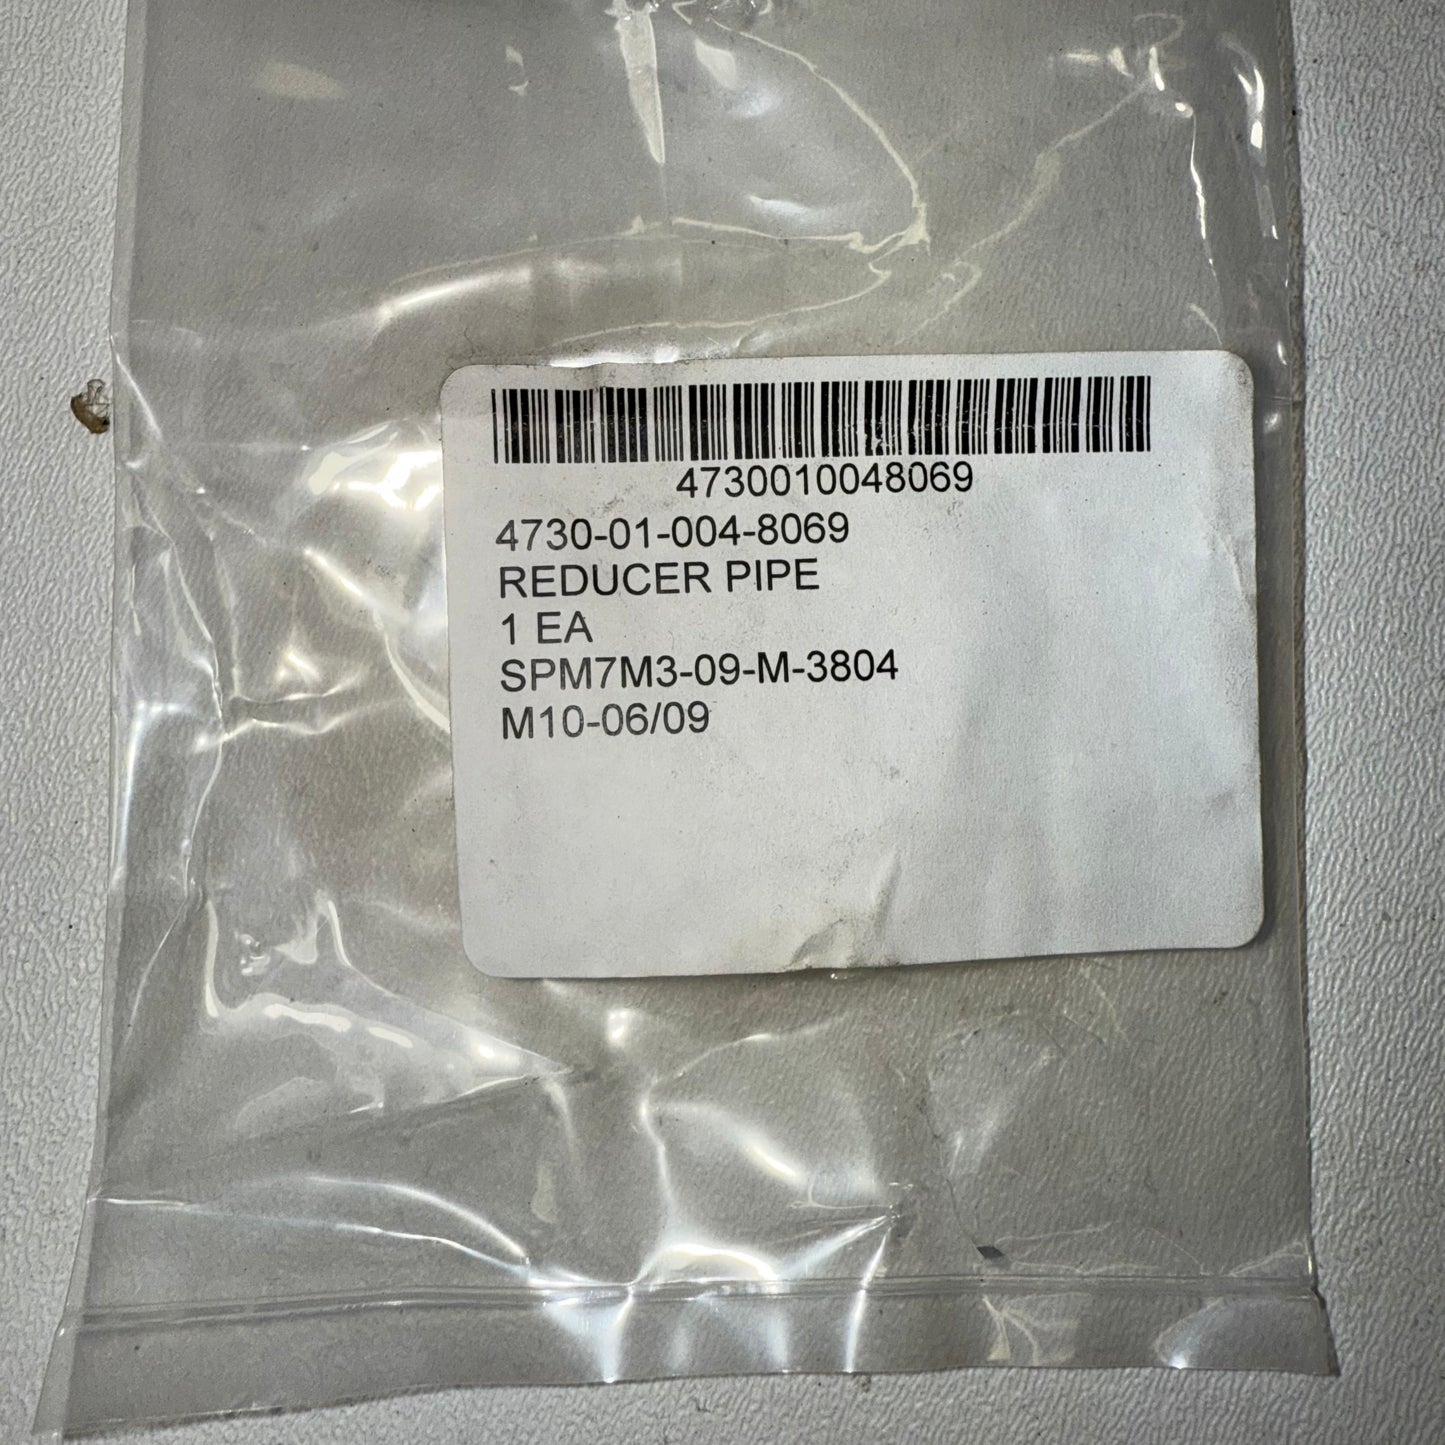 4730010048069
4730-01-004-8069
REDUCER PIPE
1 EA
SPM7M3-09-M-3804
M10-06/09